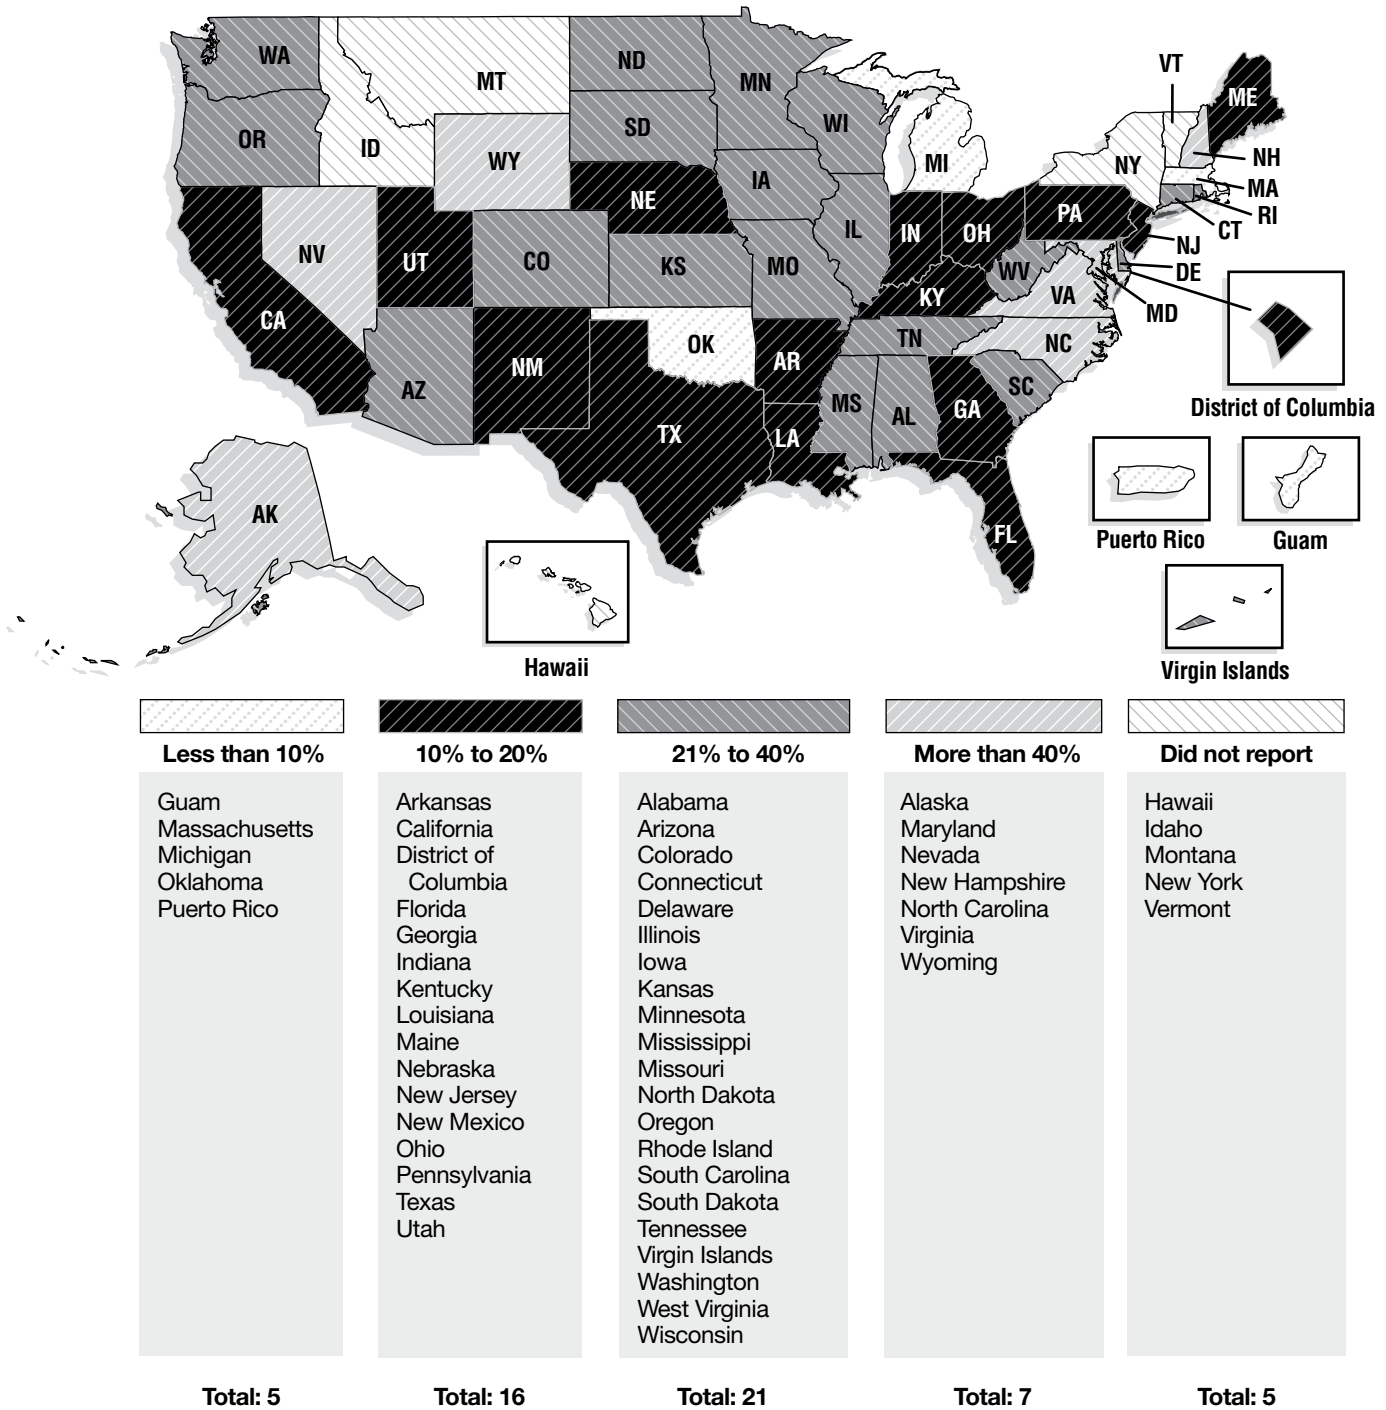 WA
MT
ND
MN
VT
ME
OR
ID
SD
WI
MI
NY
NH
WY
MA
IA
RI
NE
PA
CT
NV
UT
CO
IL
IN
OH
NJ
KS
MO
WV
DE
CA
KY
VA
MD
AZ
NM
OK
AR
TN
NC
TX
LA
MS
AL
GA
SC
District of Columbia
AK
FL
Puerto Rico
Guam
Hawaii
Virgin Islands
Less than 10%
Guam
Massachusetts
Michigan
Oklahoma
Puerto Rico
Total: 5
10% to 20%
Arkansas
California
District of
Columbia
Florida
Georgia
Indiana
Kentucky
Louisiana
Maine
Nebraska
New Jersey
New Mexico
Ohio
Pennsylvania
Texas
Utah
Total: 16
21% to 40%
Alabama
Arizona
Colorado
Connecticut
Delaware
Illinois
Iowa
Kansas
Minnesota
Mississippi
Missouri
North Dakota
Oregon
Rhode Island
South Carolina
South Dakota
Tennessee
Virgin Islands
Washington
West Virginia
Wisconsin
Total: 21
More than 40%
Alaska
Maryland
Nevada
New Hampshire
North Carolina
Virginia
Wyoming
Total: 7
Did not report
Hawaii
Idaho
Montana
New York
Vermont
Total: 5